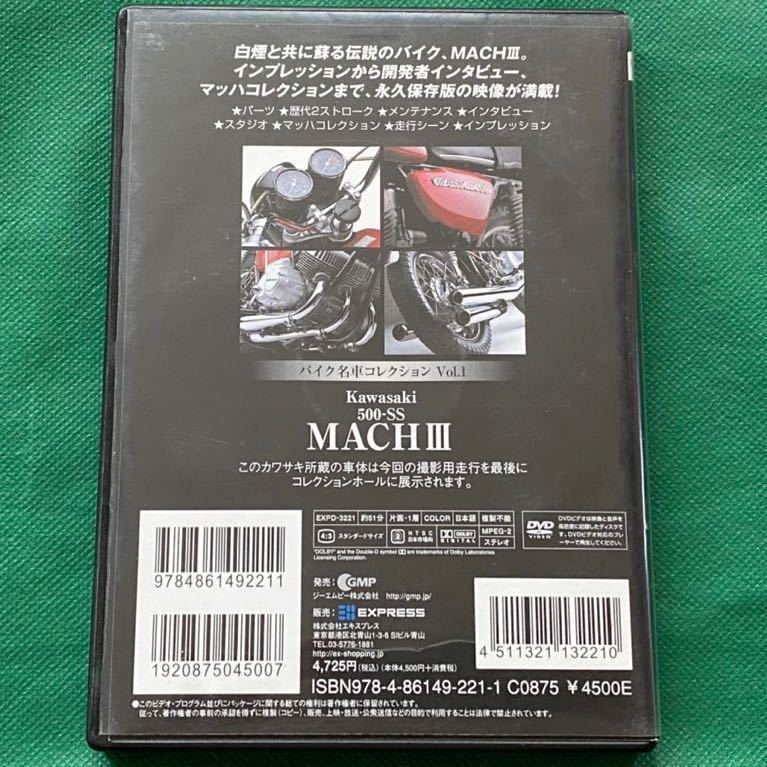 白煙と共に蘇る伝説のバイク、MACHⅢ。
インプレッションから開発者インタビュー、
マッハコレクションまで、永久保存版の映像が満載!
★パーツ ★歴代2ストローク ★メンテナンス ★インタビュー
★スタジオ ★マッハコレクション ★走行シーン ★インプレッション
バイク名車コレクション Vol.1
Kawasaki
500-SS
MACHⅢ
このカワサキ所蔵の車体は今回の撮影用走行を最後に
コレクションホールに展示されます。
EXPD-3221 約51分 片面・1層 COLOR 日本語 複製不能
4:3 スタンダードサイズ 2 NTSC 日本市場向 DOLBY DIGITAL MPEG-2 ステレオ
"DOLBY" and the Double-D symbol are trademarks of Dolby Laboratories
Licensing Corporation.
DVD VIDEO
DVDビデオは映像と音声を
高密度に記録したディスクで
す。DVDビデオ対応のプレ
ーヤーで再生してください。
9784861492211
1920875045007
発売: GMP
ジーエムピー株式会社 http://gmp.jp/
販売: EXPRESS
株式会社エキスプレス
東京都港区北青山1-3-6 SIビル青山
TEL.03-5776-1881
http://ex-shopping.jp
4,725円(税込) (本体4,500円+消費税)
4511321132210
ISBN978-4-86149-221-1 C0875 ¥4500E
●このビデオ・プログラム並びにパッケージに関する総ての権利は著作権者に保留されています。
従って、著作権者の事前の承認を得ずに複製(コピー)、販売、上映・放送・公衆送信などの目的で利用することは法律で禁止されています。